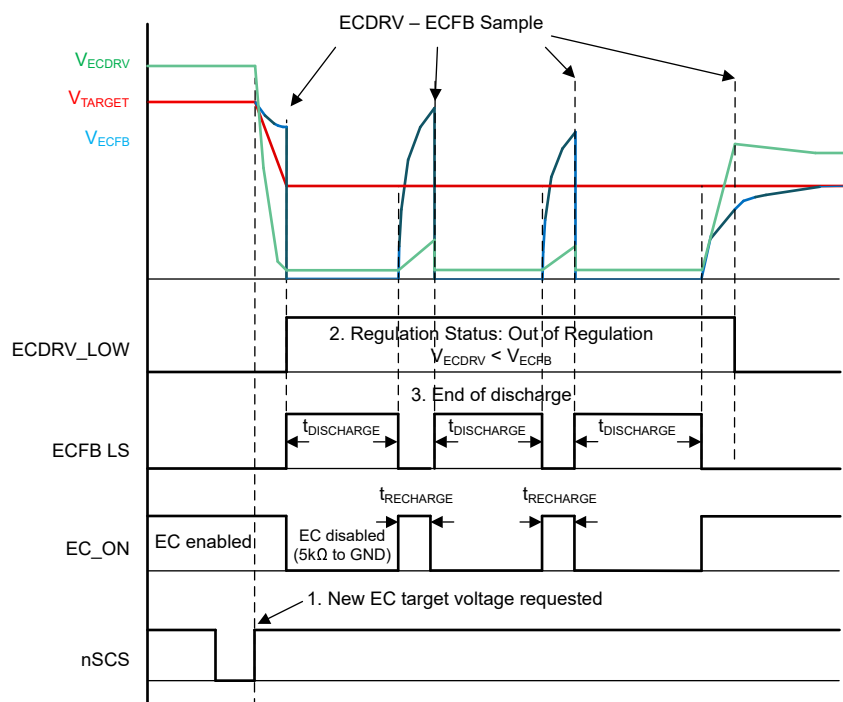 ECDRV – ECFB Sample
VECDRV
VTARGET
VECFB
ECDRV_LOW
2. Regulation Status: Out of Regulation
VECDRV < VECFB
3. End of discharge
tDISCHARGE
tDISCHARGE
tDISCHARGE
ECFB LS
tRECHARGE
tRECHARGE
EC_ON
EC enabled
EC disabled
(5kΩ to GND)
1. New EC target voltage requested
nSCS